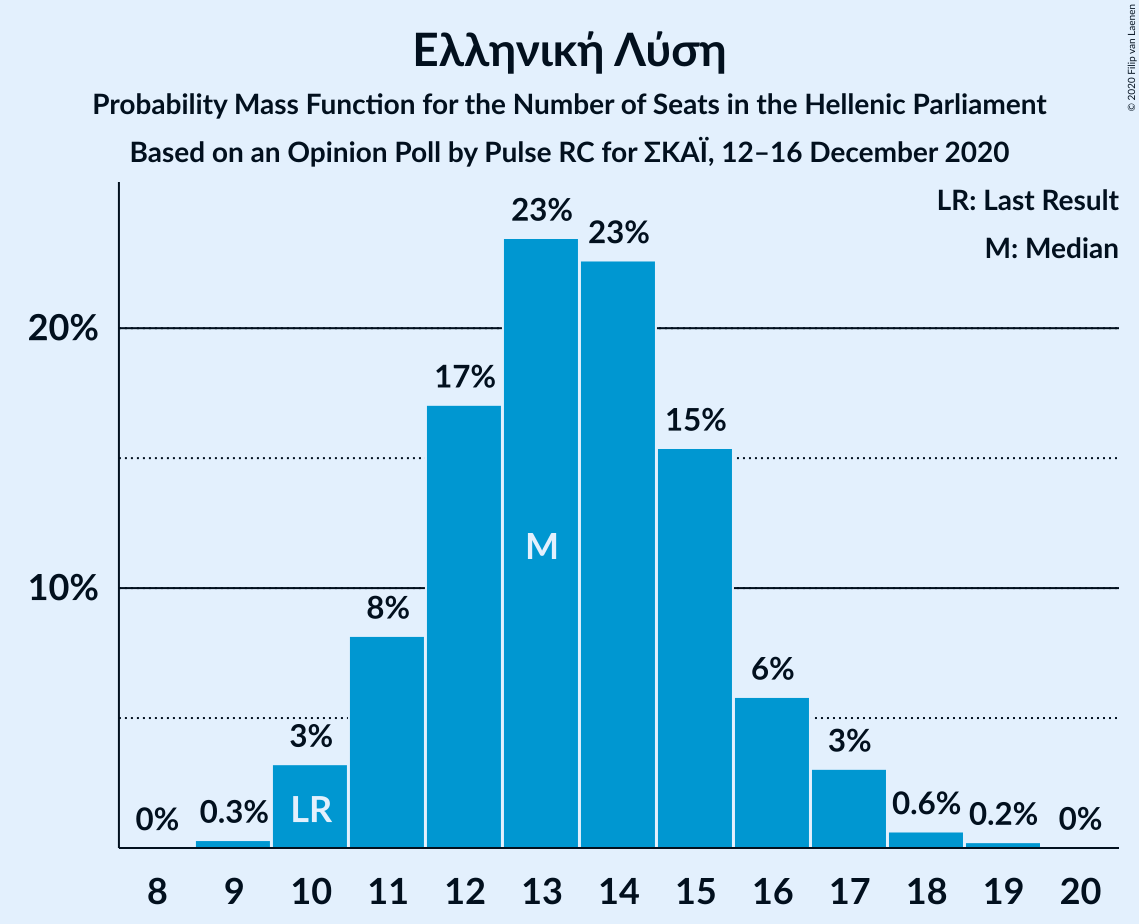 Ελληνική Λύση
Probability Mass Function for the Number of Seats in the Hellenic Parliament
Based on an Opinion Poll by Pulse RC for ΣΚΑΪ, 12–16 December 2020
© 2020 Filip van Laenen
LR: Last Result
M: Median
20%
10%
0%
0.3%
3%
8%
17%
23%
23%
15%
6%
3%
0.6%
0.2%
0%
LR
M
8 9 10 11 12 13 14 15 16 17 18 19 20